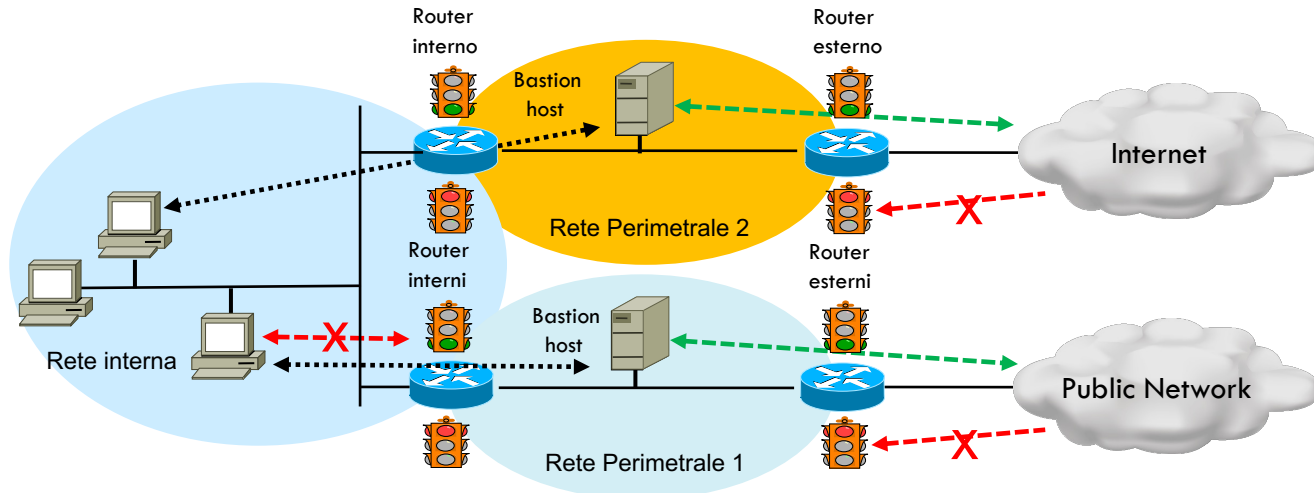 Router
interno
Router
esterno
Bastion
host
Internet
Rete Perimetrale 2
Router
interni
Router
esterni
X
Bastion
host
X
Rete interna
Public Network
Rete Perimetrale 1
X